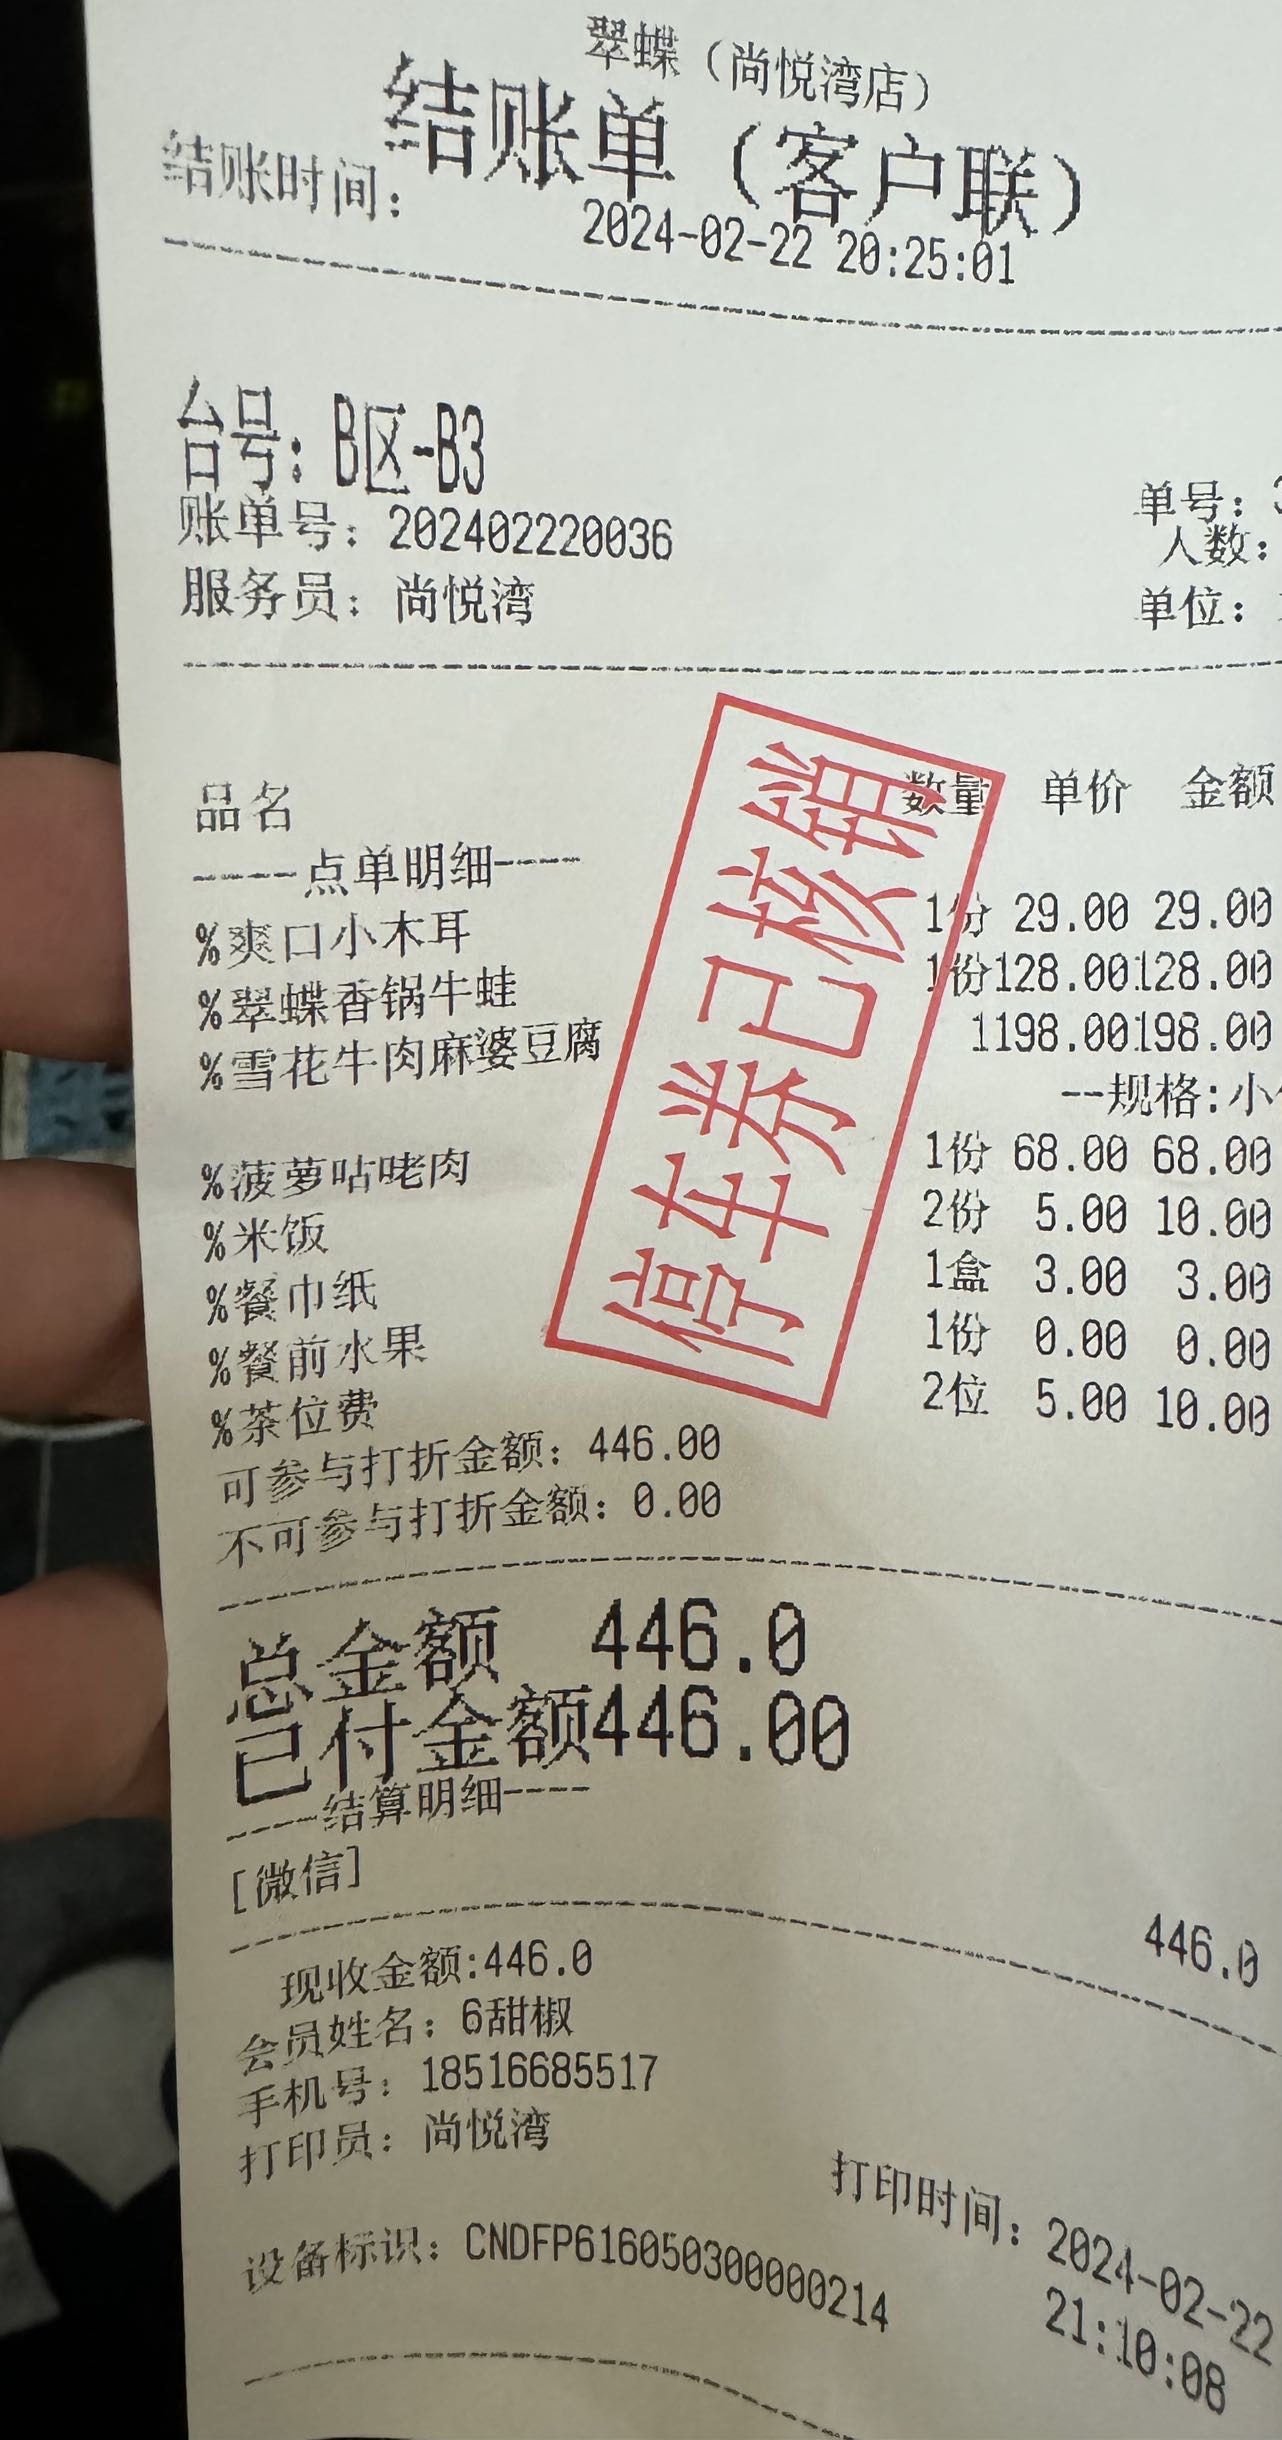 翠蝶（尚悦湾店）
结账单（客户联）
结账时间： 2024-02-22 20:25:01
台号：B区-B3
单号：
账单号：202402220036 人数：
服务员：尚悦湾 单位：
品名 数量 单价 金额
-----点单明细----
%爽口小木耳 1份 29.00 29.00
%翠蝶香锅牛蛙 1份128.00128.00
%雪花牛肉麻婆豆腐 1198.00198.00
--规格:小
%菠萝咕咾肉 1份 68.00 68.00
%米饭 2份 5.00 10.00
%餐巾纸 1盒 3.00 3.00
%餐前水果 1份 0.00 0.00
%茶位费 2位 5.00 10.00
停车券已核销
可参与打折金额：446.00
不可参与打折金额：0.00
总金额 446.0
已付金额446.00
----结算明细----
[微信] 446.0
现收金额:446.0
会员姓名：6甜椒
手机号：18516685517
打印员：尚悦湾
打印时间：2024-02-22
21:10:08
设备标识：CNDFP616050300000214